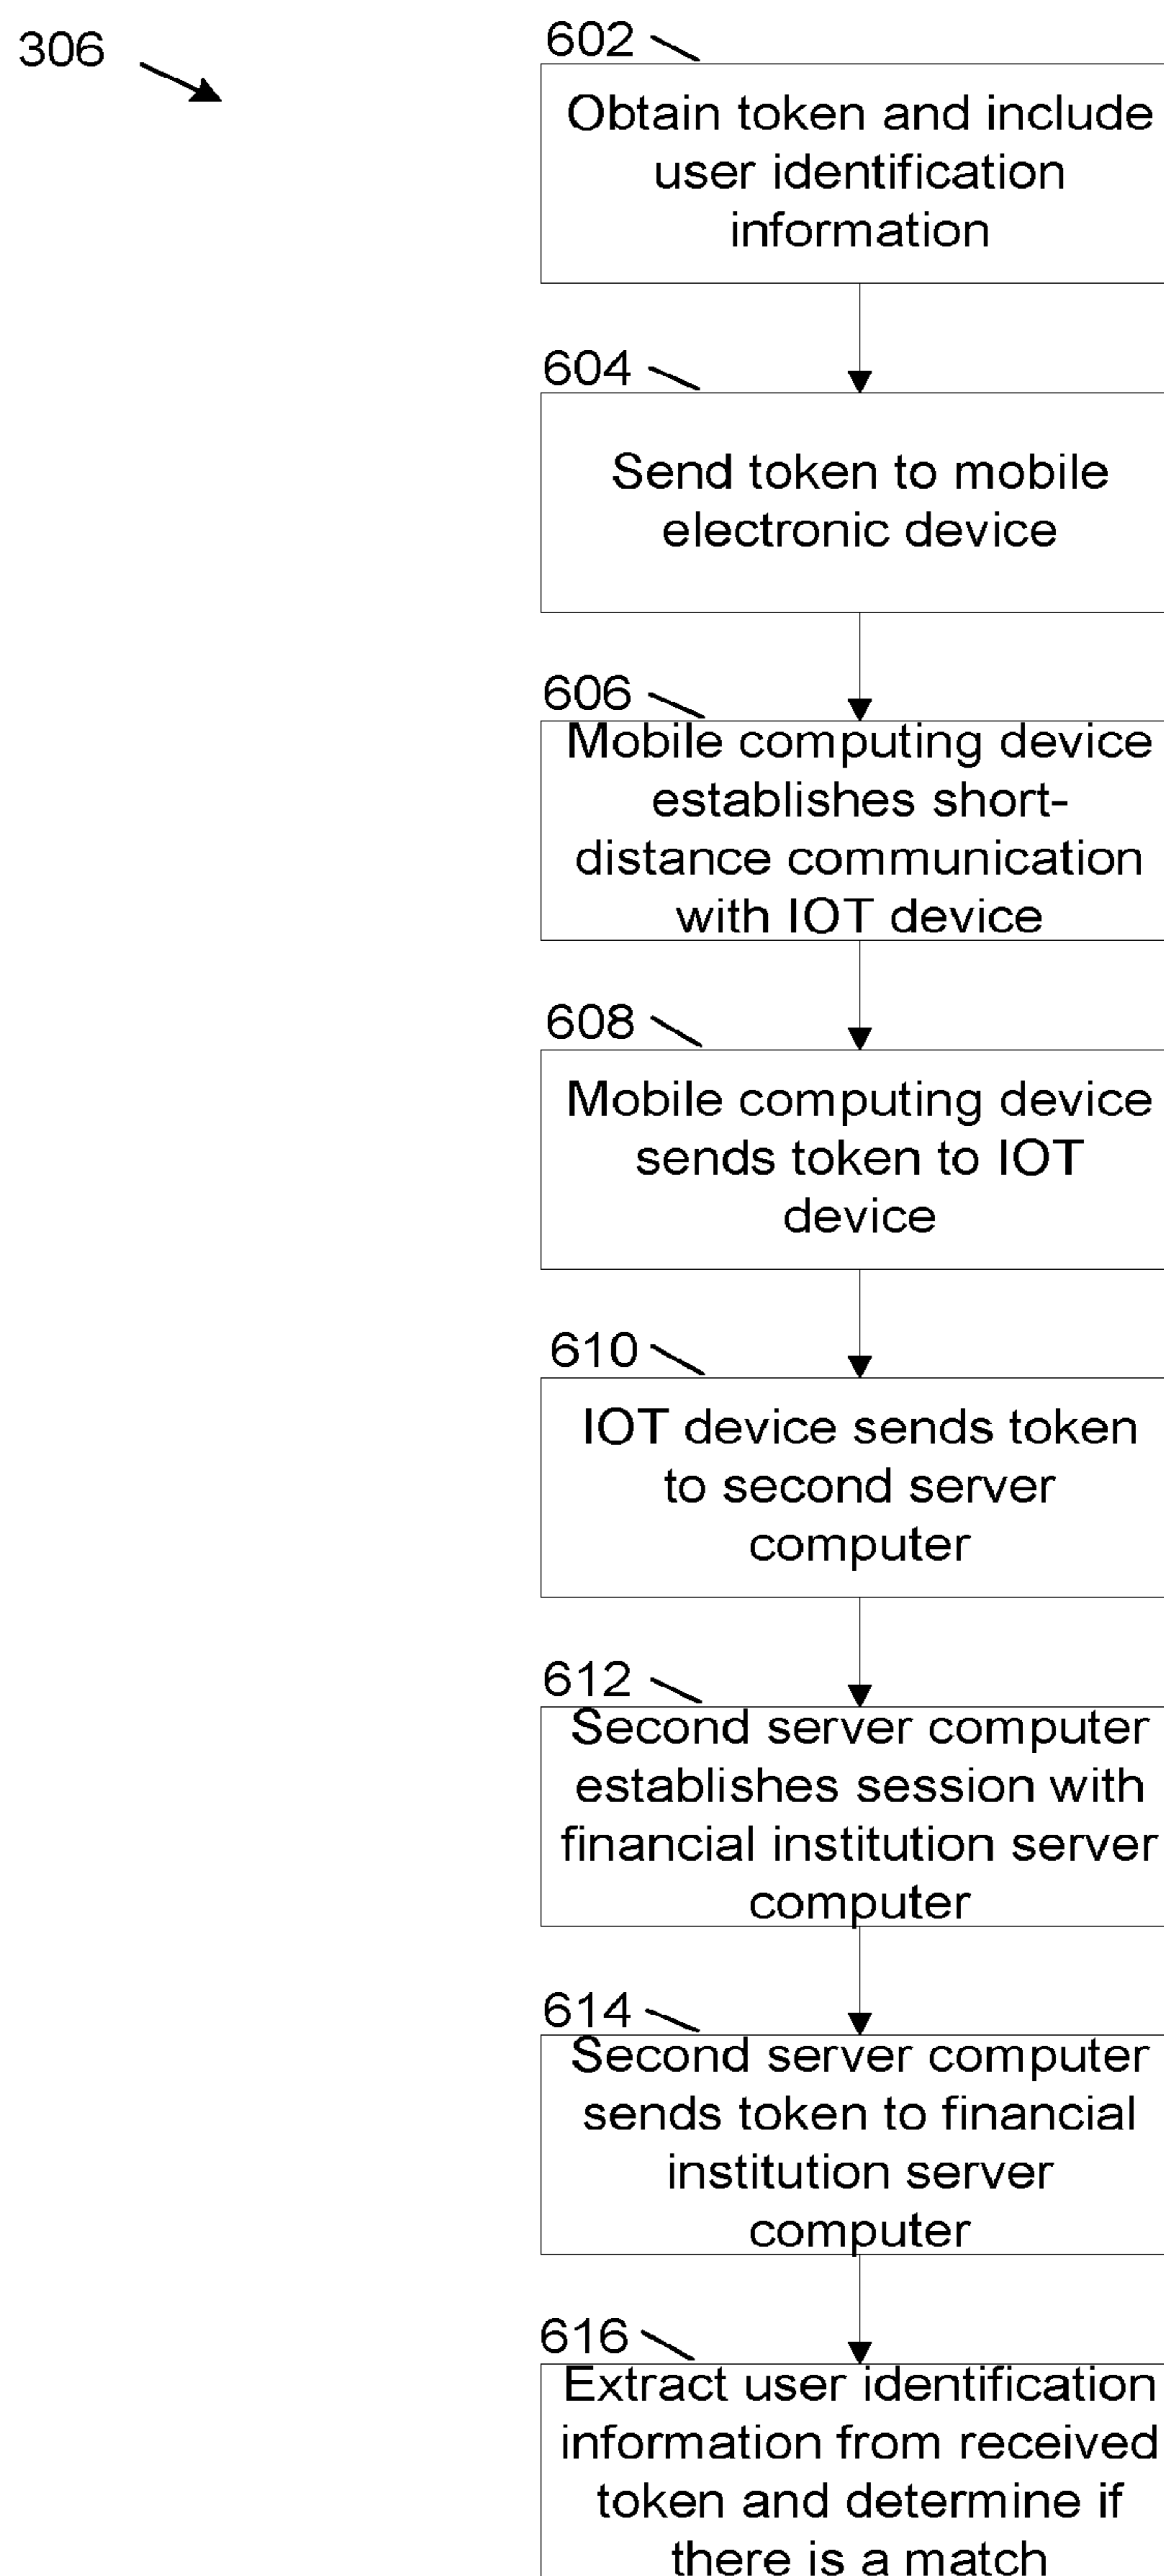 306
602
Obtain token and include
user identification
information
604
Send token to mobile
electronic device
606
Mobile computing device
establishes short-
distance communication
with IOT device
608
Mobile computing device
sends token to IOT
device
610
IOT device sends token
to second server
computer
612
Second server computer
establishes session with
financial institution server
computer
614
Second server computer
sends token to financial
institution server
computer
616
Extract user identification
information from received
token and determine if
there is a match